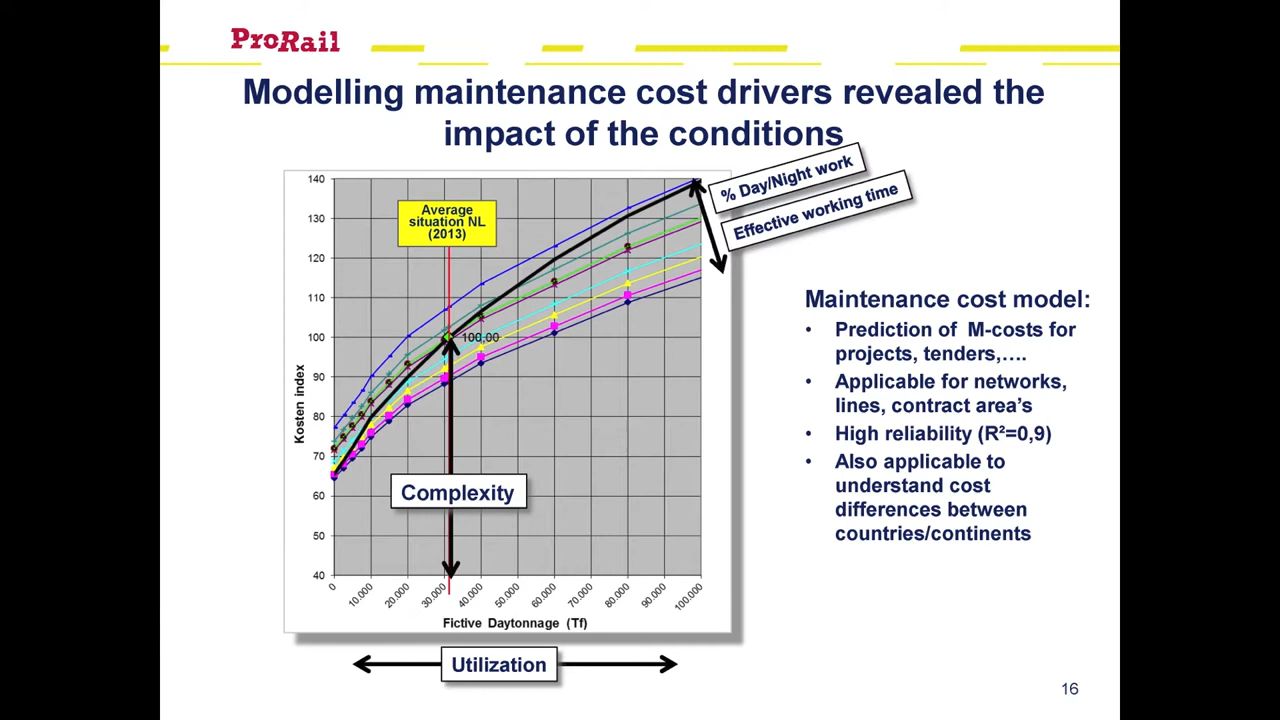 ProRail
Modelling maintenance cost drivers revealed the
impact of the conditions
% Day/Night work
Effective working time
Average
situation NL
(2013)
140
130
120
110
100
90
80
70
60
50
40
Kosten index
100,00
Complexity
0
10.000
20.000
30.000
40.000
50.000
60.000
70.000
80.000
90.000
100.000
Fictive Daytonnage (Tf)
Utilization
Maintenance cost model:
• Prediction of M-costs for
projects, tenders,....
• Applicable for networks,
lines, contract area's
• High reliability (R²=0,9)
• Also applicable to
understand cost
differences between
countries/continents
16